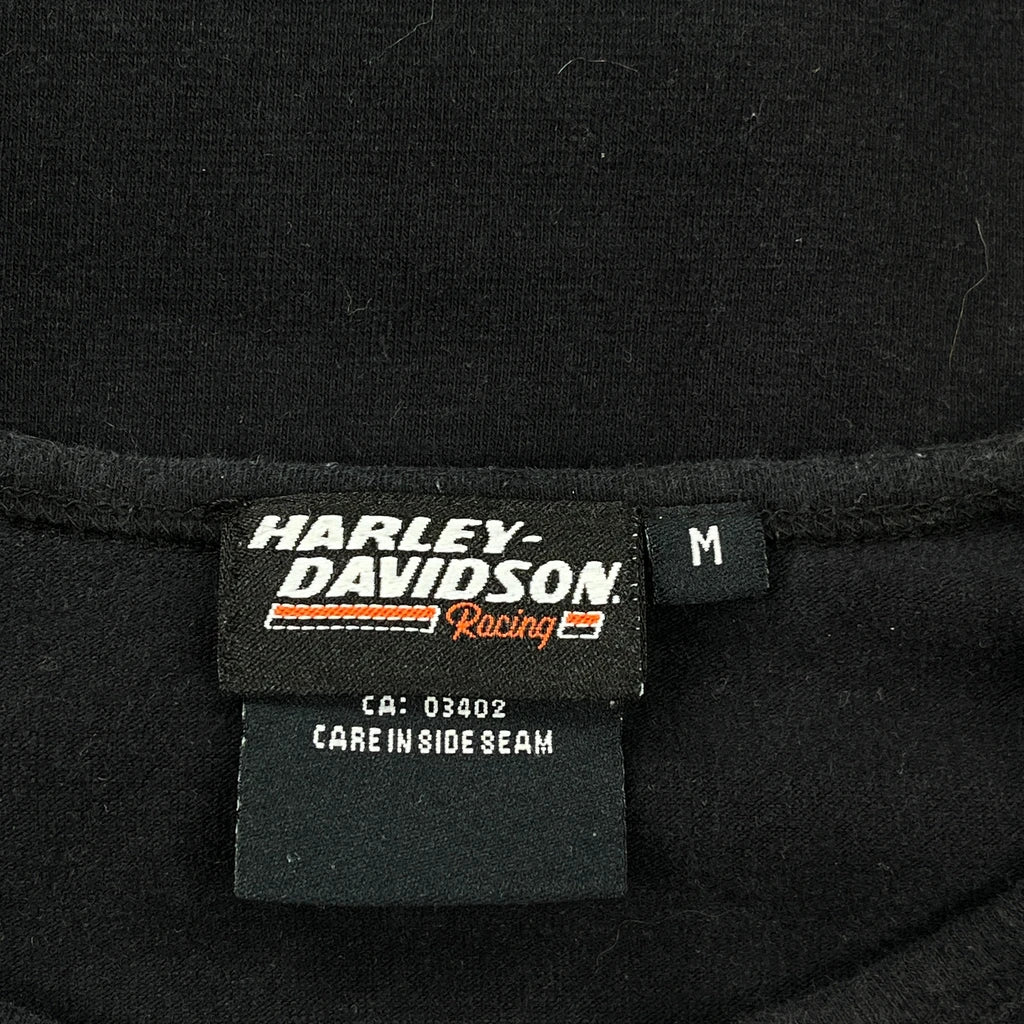 HARLEY-
DAVIDSON.
Racing
M
CA: 03402
CARE IN SIDE SEAM